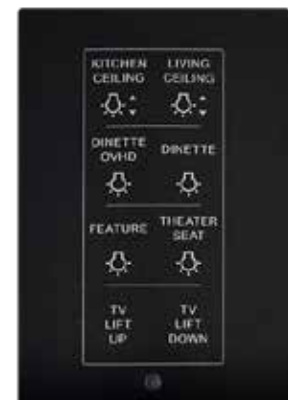 KITCHEN LIVING
CEILING CEILING
DINETTE
OVHD
DINETTE
FEATURE
THEATER
SEAT
TV TV
LIFT LIFT
UP DOWN